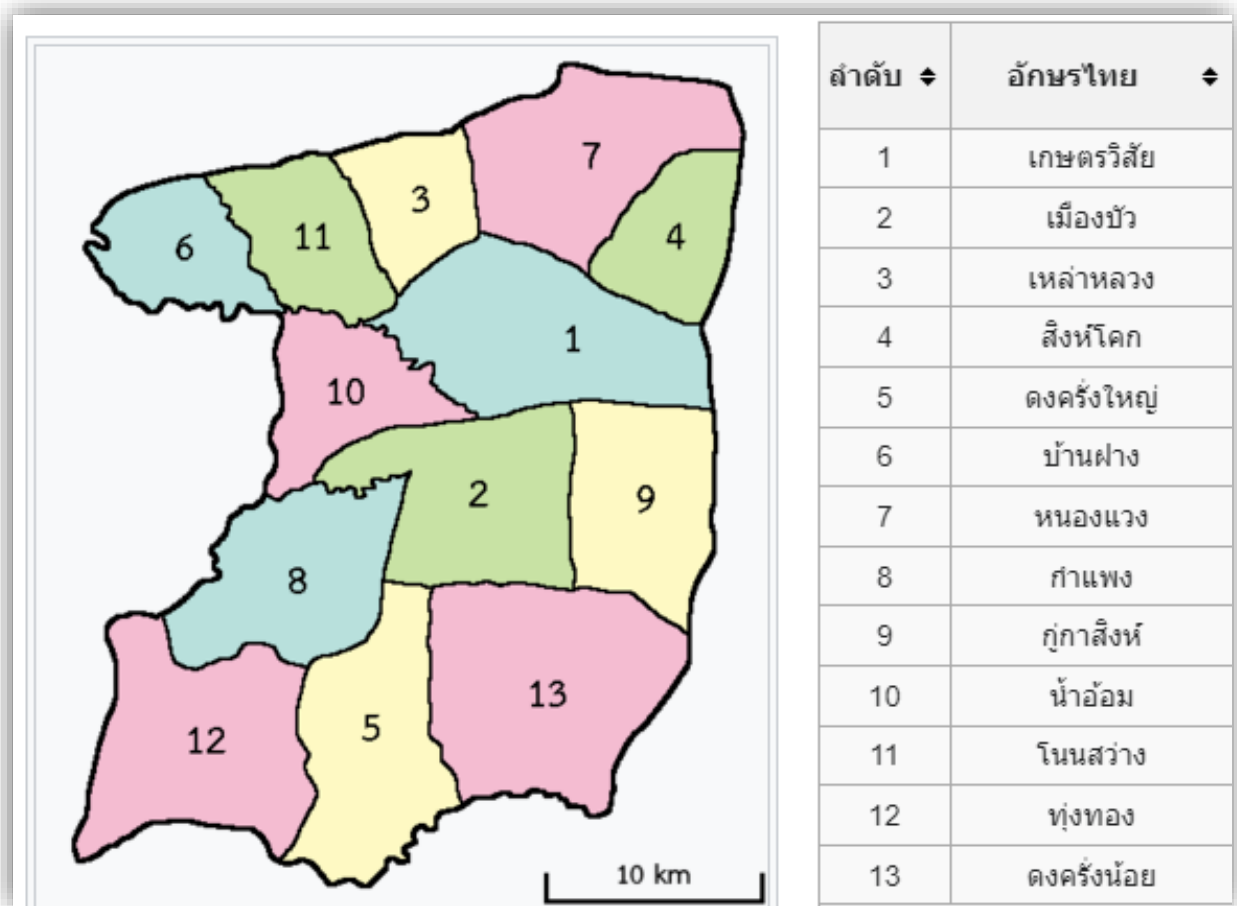 7
3
4
11
6
1
10
2
9
8
13
5
12
10 km
ลำดับ อักษรไทย
1 เกษตรวิสัย
2 เมืองบัว
3 เหล่าหลวง
4 สิงห์โคก
5 ดงครั่งใหญ่
6 บ้านฝาง
7 หนองแวง
8 กำแพง
9 กู่กาสิงห์
10 น้ำอ้อม
11 โนนสว่าง
12 ทุ่งทอง
13 ดงครั่งน้อย